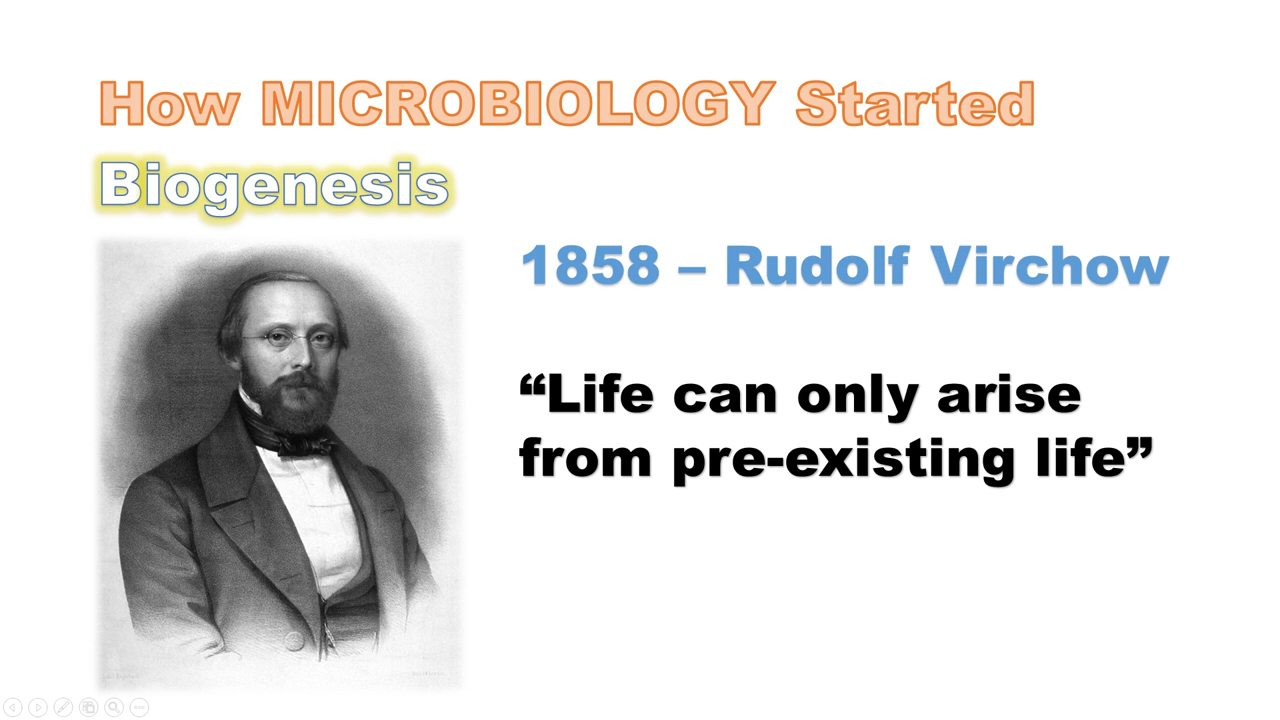 How MICROBIOLOGY Started
Biogenesis
1858 – Rudolf Virchow
“Life can only arise
from pre-existing life”